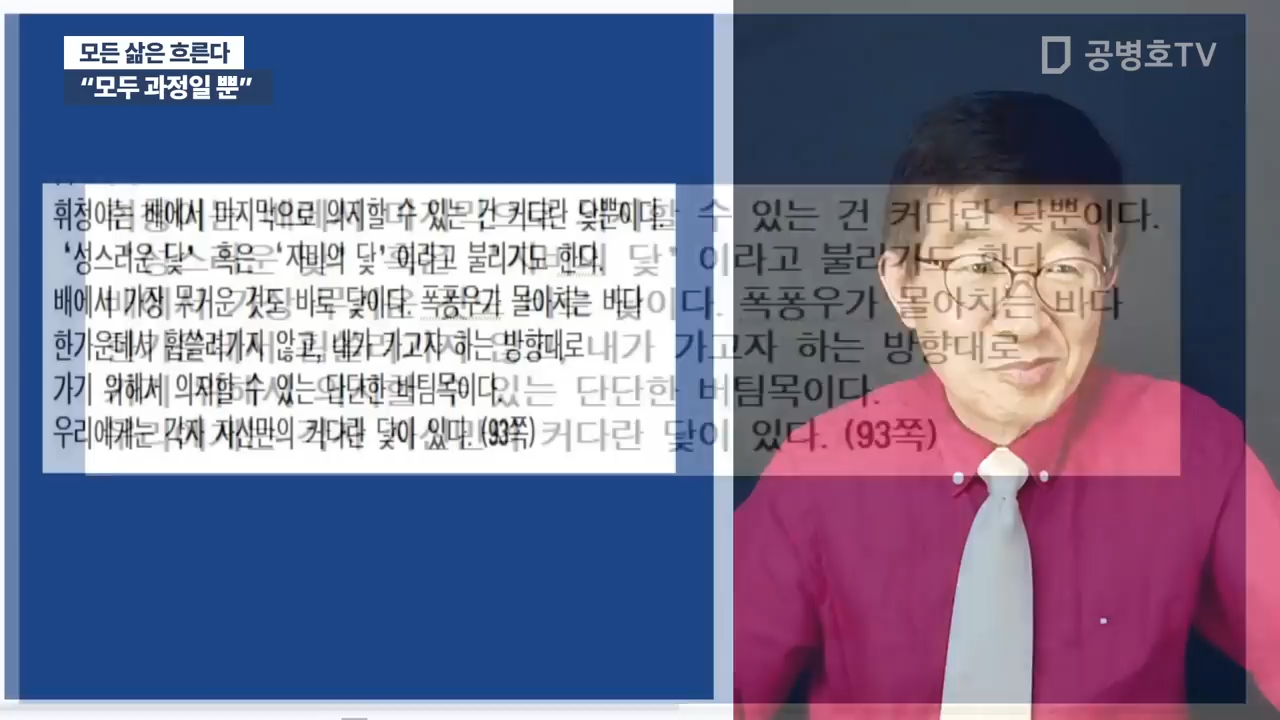 모든 삶은 흐른다
“모두 과정일 뿐”
공병호TV
휘청이는 배에서 마지막으로 의지할 수 있는 건 커다란 닻뿐이다.
‘성스러운 닻’ 혹은 ‘자비의 닻’이라고 불리기도 한다.
배에서 가장 무거운 것도 바로 닻이다. 폭풍우가 몰아치는 바다
한가운데서 휩쓸려가지 않고, 내가 가고자 하는 방향대로
가기 위해서 의지할 수 있는 단단한 버팀목이다.
우리에게는 각자 자신만의 커다란 닻이 있다. (93쪽)